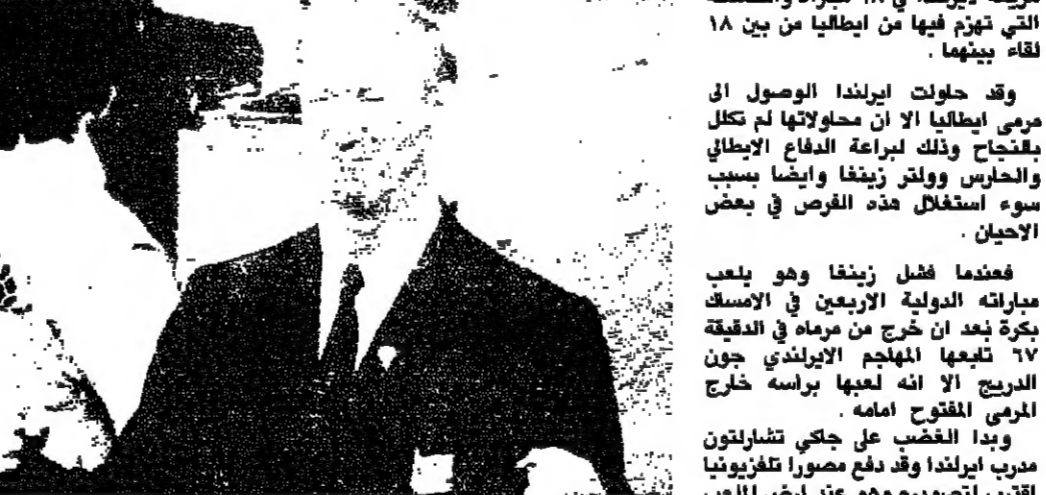 التي تهزم فيها من ايطاليا من بين ١٨
لقاء بينهما .
وقد حاولت ايرلندا الوصول الى
مرمى ايطاليا الا ان محاولاتها لم تكلل
بالنجاح وذلك لبراعة الدفاع الايطالي
والحارس وولتر زينغا وايضا بسبب
سوء استغلال هذه الفرص في بعض
الاحيان .
فعندما فشل زينغا وهو يلعب
مباراته الدولية الاربعين في الامساك
بكرة بعد ان خرج من مرماه في الدقيقة
٦٧ تابعها المهاجم الايرلندي جون
الدريج الا انه لعبها براسه خارج
المرمى المفتوح امامه .
وبدا الغضب على جاكي تشارلتون
مدرب ايرلندا وقد دفع مصورا تلفزيونيا